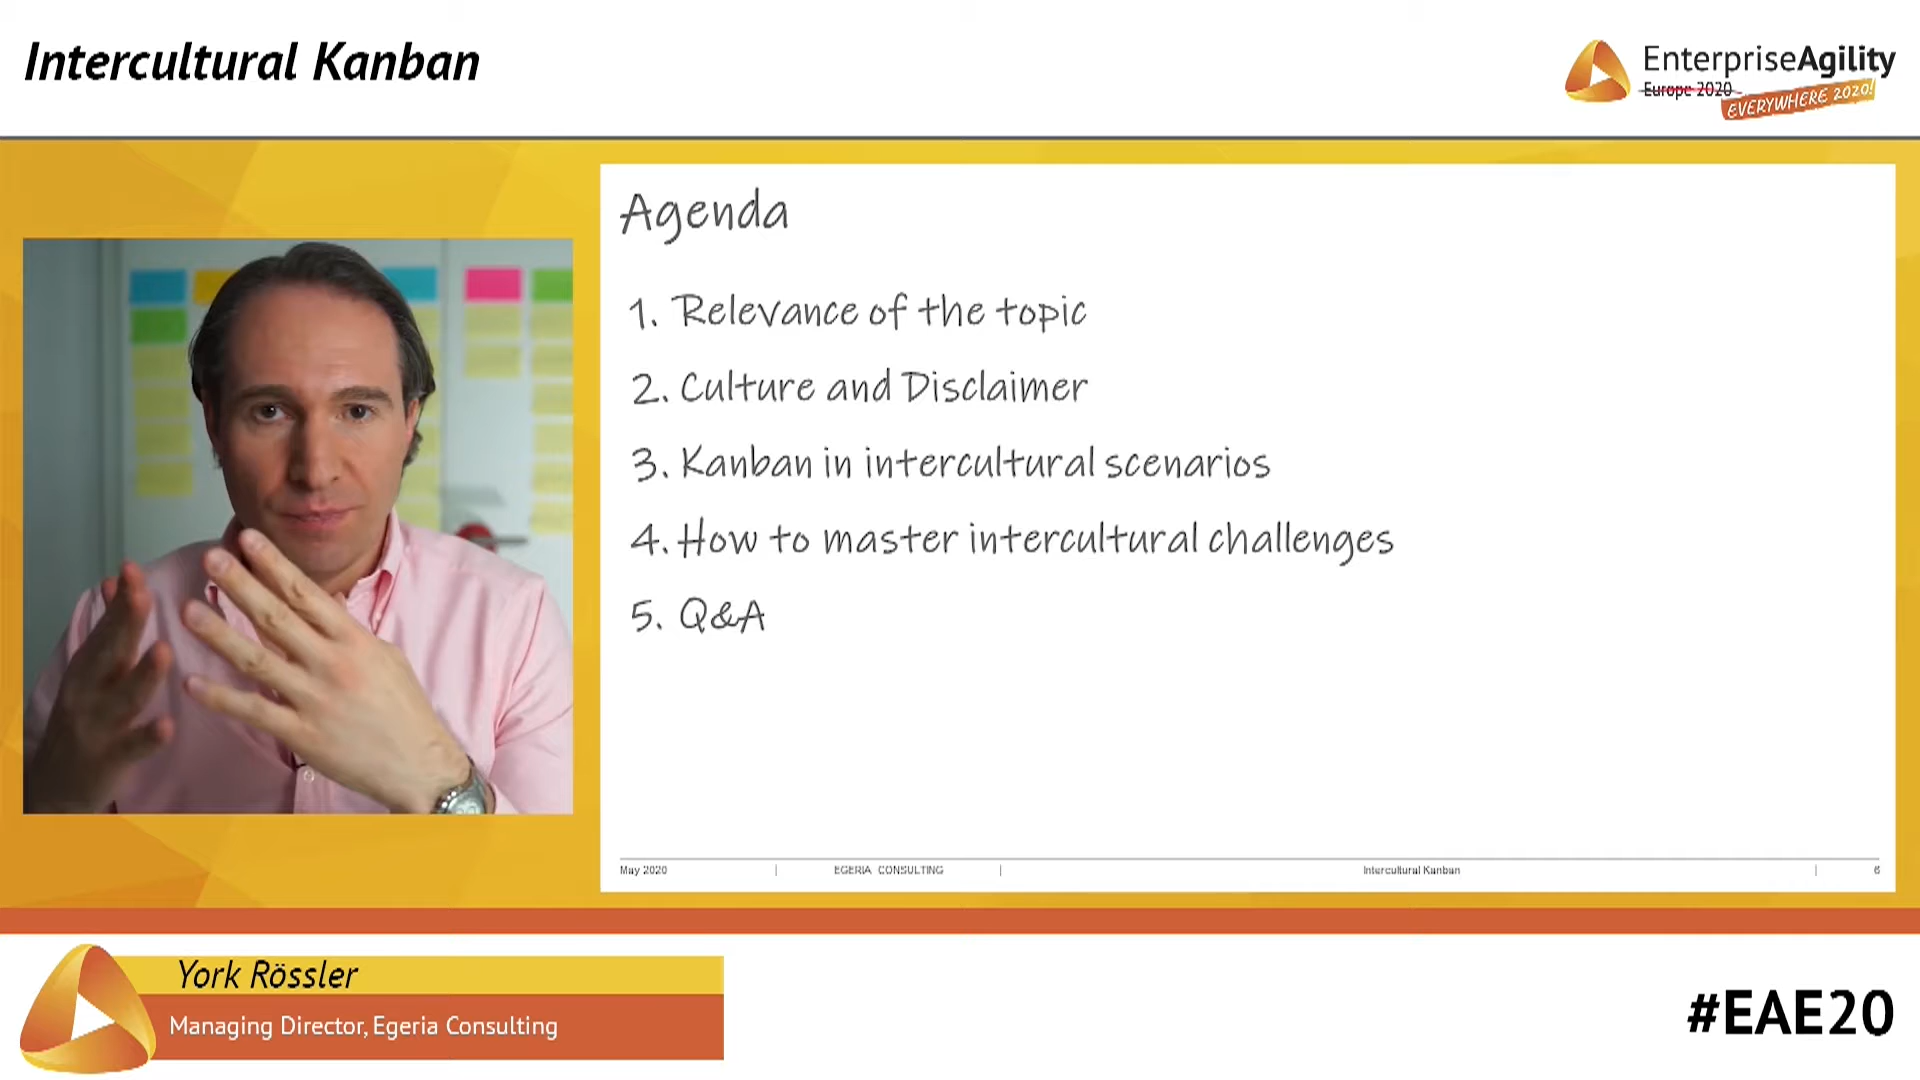 Intercultural Kanban
EnterpriseAgility
Europe 2020
EVERYWHERE 2020!
Agenda
1. Relevance of the topic
2. Culture and Disclaimer
3. Kanban in intercultural scenarios
4. How to master intercultural challenges
5. Q&A
May 2020 | EGERIA CONSULTING | Intercultural Kanban | 6
York Rössler
Managing Director, Egeria Consulting
#EAE20